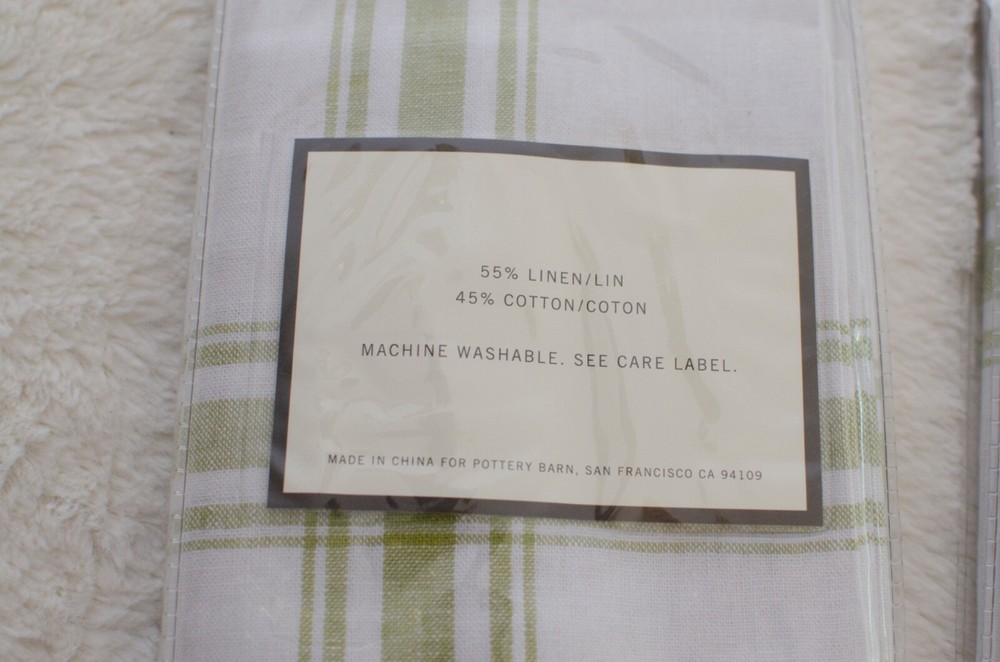 55% LINEN/LIN
45% COTTON/COTON
MACHINE WASHABLE. SEE CARE LABEL.
MADE IN CHINA FOR POTTERY BARN, SAN FRANCISCO CA 94109